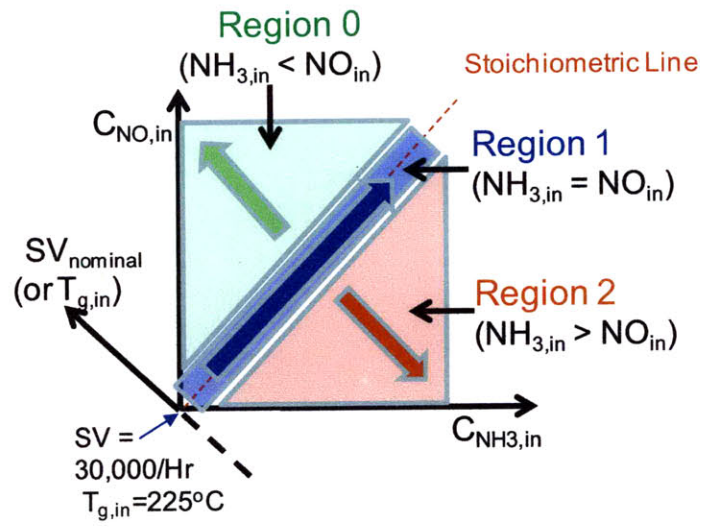 Region 0
(NH3,in < NOin)
Stoichiometric Line
CNO,in
Region 1
(NH3,in = NOin)
SVnominal
(or Tg,in)
Region 2
(NH3,in > NOin)
CNH3,in
SV =
30,000/Hr
Tg,in=225°C